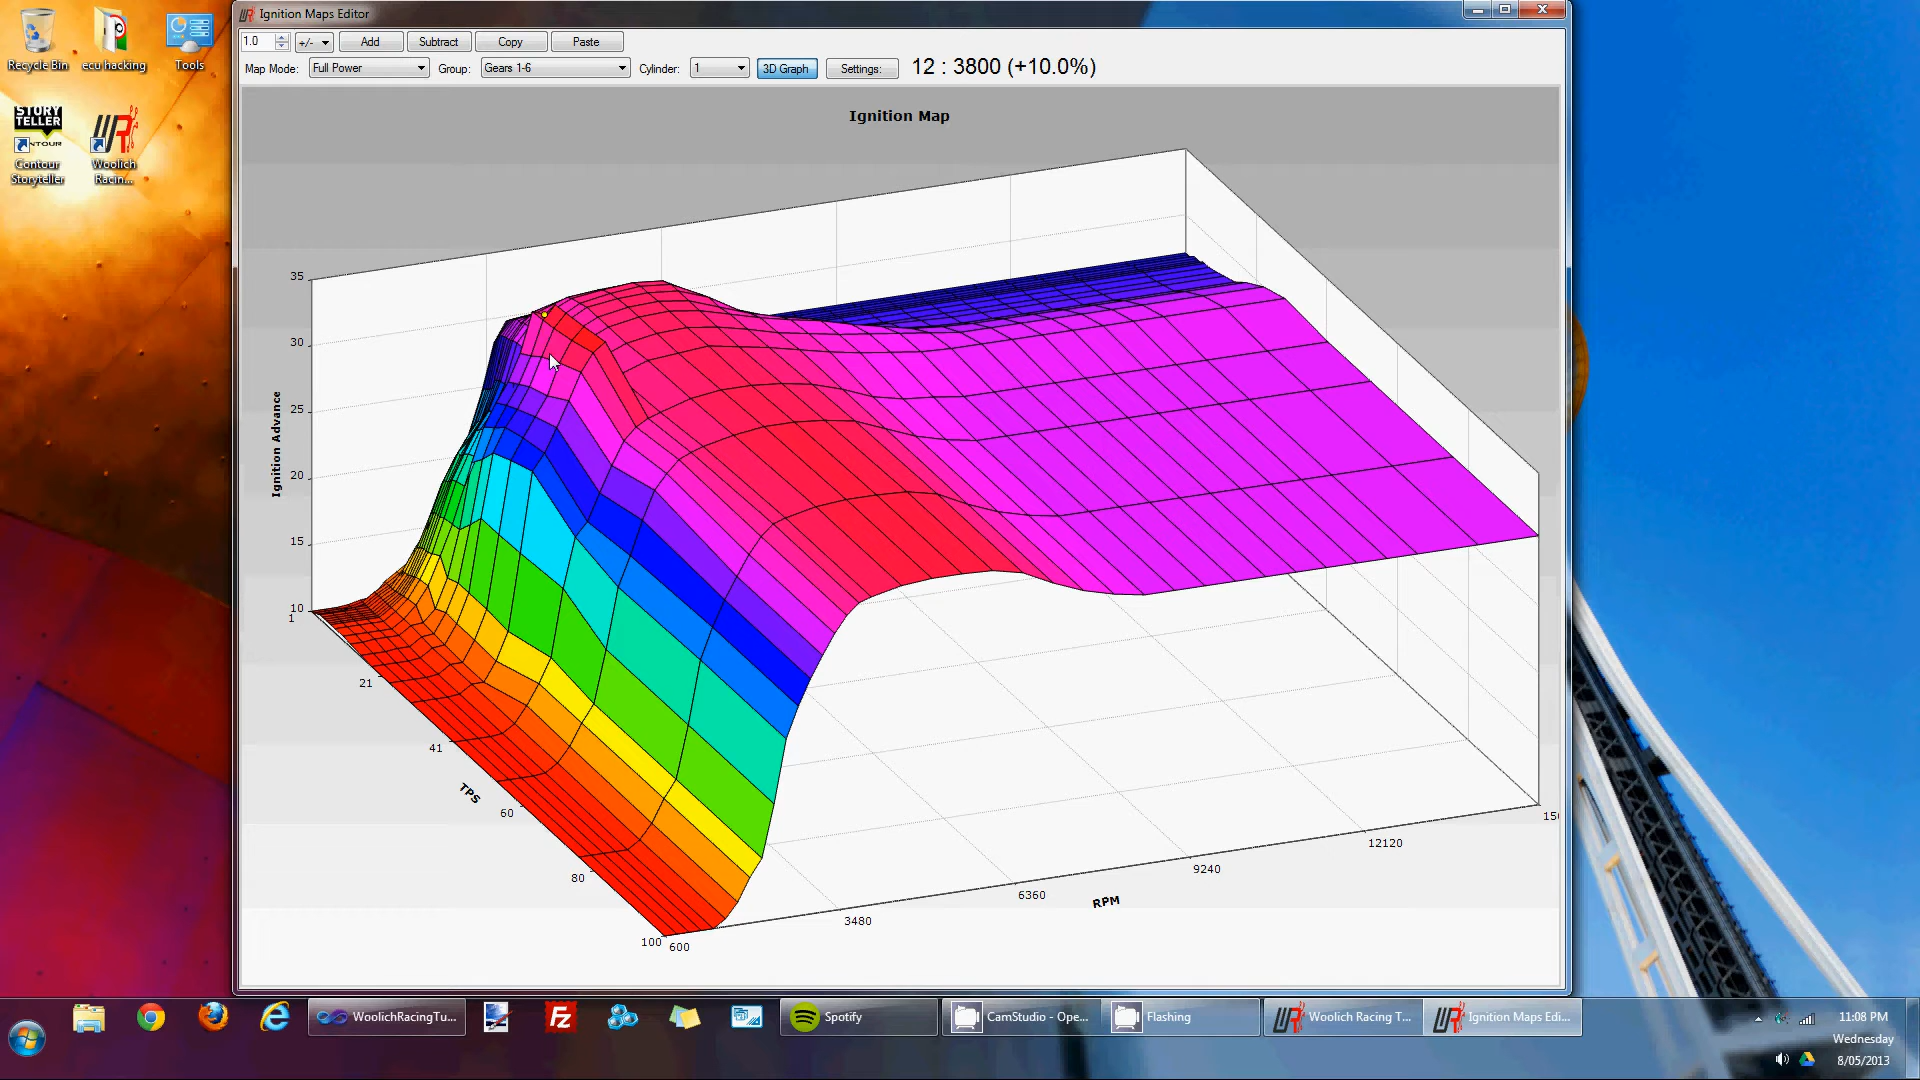 Recycle Bin
ecu hacking
Tools
STORY
TELLER
NTOUR
Contour
Storyteller
Woolich
Racin...
Ignition Maps Editor
1.0
+/-
Add
Subtract
Copy
Paste
Map Mode:
Full Power
Group:
Gears 1-6
Cylinder:
1
3D Graph
Settings:
12 : 3800 (+10.0%)
Ignition Map
35
30
25
20
15
10
Ignition Advance
1
21
41
60
80
100
TPS
600
3480
6360
9240
12120
150
RPM
WoolichRacingTu...
Fz
Spotify
CamStudio - Ope...
Flashing
Woolich Racing T...
Ignition Maps Edi...
11:08 PM
Wednesday
8/05/2013